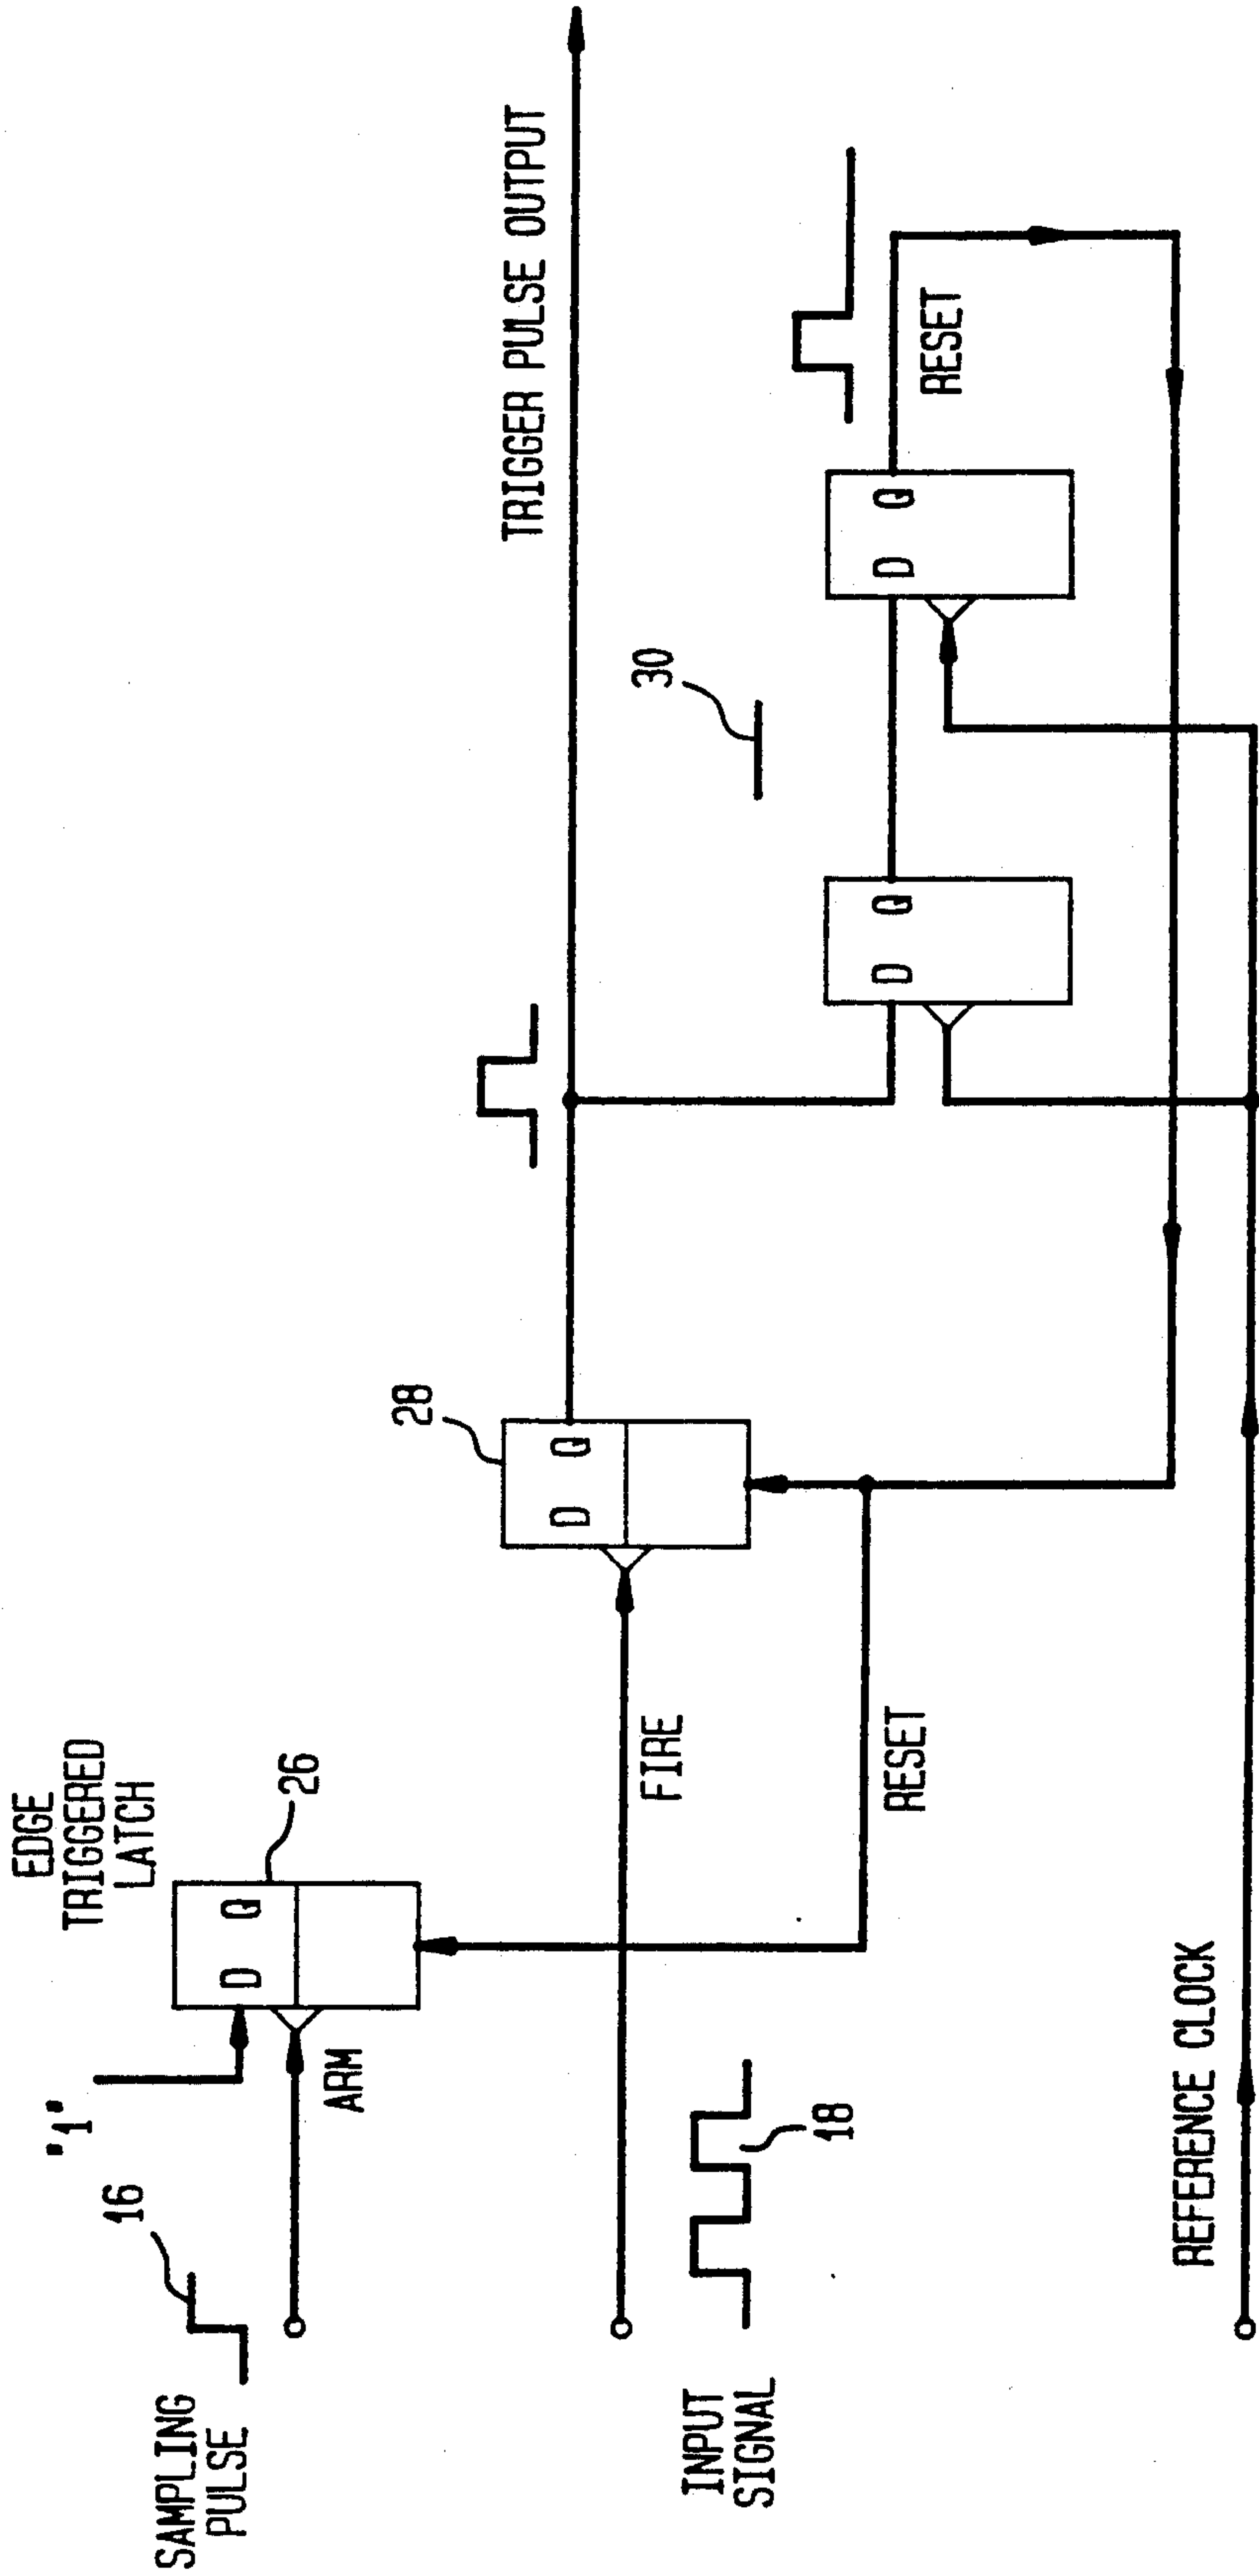 SAMPLING
PULSE
16
"1"
ARM
EDGE
TRIGGERED
LATCH
D Q
26
INPUT
SIGNAL
18
FIRE
RESET
28
D Q
TRIGGER PULSE OUTPUT
30
D Q
D Q
RESET
REFERENCE CLOCK